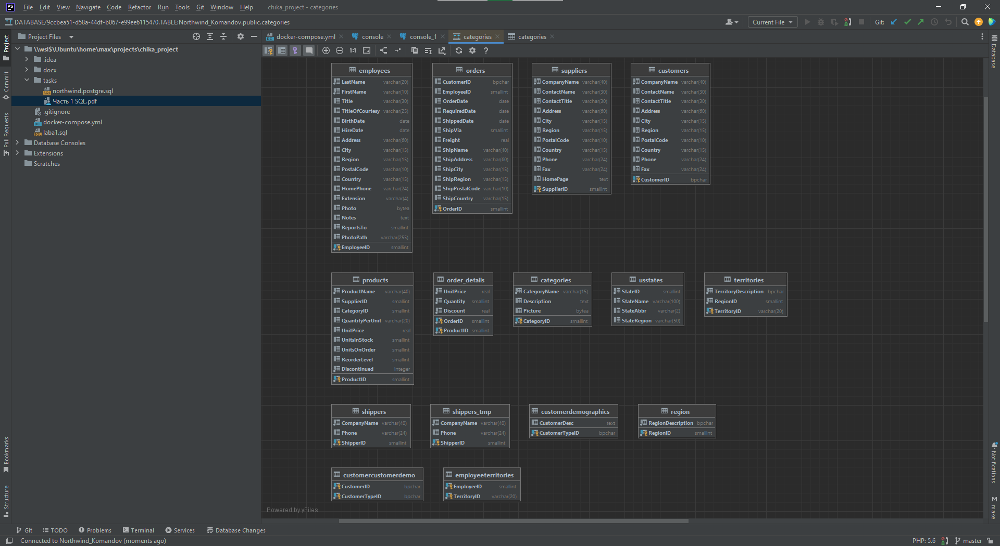 PS File Edit View Navigate Code Refactor Run Tools Git Window Help chika_project - categories
DATABASE/9ccbea51-d58a-44df-b067-e99ee6115470.TABLE:Northwind_Komandov.public.categories
Current File
Git:
Project
Commit
Pull Requests
Bookmarks
Structure
Project Files
\\wsl$\Ubuntu\home\max\projects\chika_project
.idea
docx
tasks
northwind.postgre.sql
Часть 1 SQL.pdf
.gitignore
docker-compose.yml
laba1.sql
Database Consoles
Extensions
Scratches
docker-compose.yml console console_1 categories categories
1:1
employees
LastName varchar(20)
FirstName varchar(10)
Title varchar(30)
TitleOfCourtesy varchar(25)
BirthDate date
HireDate date
Address varchar(60)
City varchar(15)
Region varchar(15)
PostalCode varchar(10)
Country varchar(15)
HomePhone varchar(24)
Extension varchar(4)
Photo bytea
Notes text
ReportsTo smallint
PhotoPath varchar(255)
EmployeeID smallint
orders
CustomerID bpchar
EmployeeID smallint
OrderDate date
RequiredDate date
ShippedDate date
ShipVia smallint
Freight real
ShipName varchar(40)
ShipAddress varchar(60)
ShipCity varchar(15)
ShipRegion varchar(15)
ShipPostalCode varchar(10)
ShipCountry varchar(15)
OrderID smallint
suppliers
CompanyName varchar(40)
ContactName varchar(30)
ContactTitle varchar(30)
Address varchar(60)
City varchar(15)
Region varchar(15)
PostalCode varchar(10)
Country varchar(15)
Phone varchar(24)
Fax varchar(24)
HomePage text
SupplierID smallint
customers
CompanyName varchar(40)
ContactName varchar(30)
ContactTitle varchar(30)
Address varchar(60)
City varchar(15)
Region varchar(15)
PostalCode varchar(10)
Country varchar(15)
Phone varchar(24)
Fax varchar(24)
CustomerID bpchar
products
ProductName varchar(40)
SupplierID smallint
CategoryID smallint
QuantityPerUnit varchar(20)
UnitPrice real
UnitsInStock smallint
UnitsOnOrder smallint
ReorderLevel smallint
Discontinued integer
ProductID smallint
order_details
UnitPrice real
Quantity smallint
Discount real
OrderID smallint
ProductID smallint
categories
CategoryName varchar(15)
Description text
Picture bytea
CategoryID smallint
usstates
StateID smallint
StateName varchar(100)
StateAbbr varchar(2)
StateRegion varchar(50)
territories
TerritoryDescription bpchar
RegionID smallint
TerritoryID varchar(20)
shippers
CompanyName varchar(40)
Phone varchar(24)
ShipperID smallint
shippers_tmp
CompanyName varchar(40)
Phone varchar(24)
ShipperID smallint
customerdemographics
CustomerDesc text
CustomerTypeID bpchar
region
RegionDescription bpchar
RegionID smallint
customercustomerdemo
CustomerID bpchar
CustomerTypeID bpchar
employeeterritories
EmployeeID smallint
TerritoryID varchar(20)
Powered by yFiles
Database
Notifications
make
Git TODO Problems Terminal Services Database Changes
Connected to Northwind_Komandov (moments ago)
PHP: 5.6 master